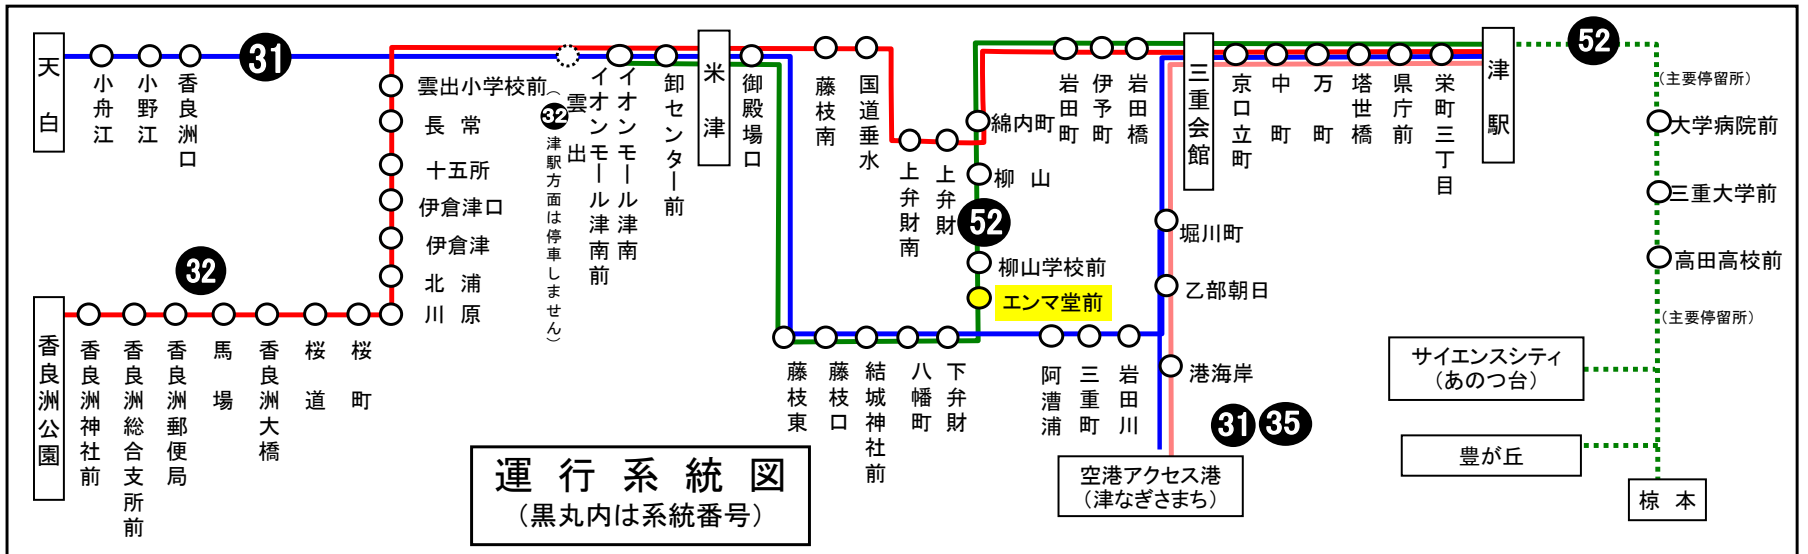 天白
小舟江
小野江
香良洲口
31
雲出小学校前
長常
十五所
伊倉津口
伊倉津
北浦
川原
32
香良洲公園
香良洲神社前
香良洲総合支所前
香良洲郵便局
馬場
香良洲大橋
桜道
桜町
雲出
(32津駅方面は停車しません)
イオンモール津南前
イオンモール津南
卸センター前
米津
御殿場口
藤枝南
国道垂水
上弁財南
上弁財
綿内町
柳山
52
柳山学校前
エンマ堂前
藤枝東
藤枝口
結城神社前
八幡町
下弁財
阿漕浦
三重町
岩田川
岩田町
伊予町
岩田橋
三重会館
京口立町
中町
万町
塔世橋
県庁前
栄町三丁目
津駅
堀川町
乙部朝日
港海岸
31 35
空港アクセス港
(津なぎさまち)
52
(主要停留所)
大学病院前
三重大学前
高田高校前
(主要停留所)
サイエンスシティ
(あのつ台)
豊が丘
椋本
運行系統図
(黒丸内は系統番号)